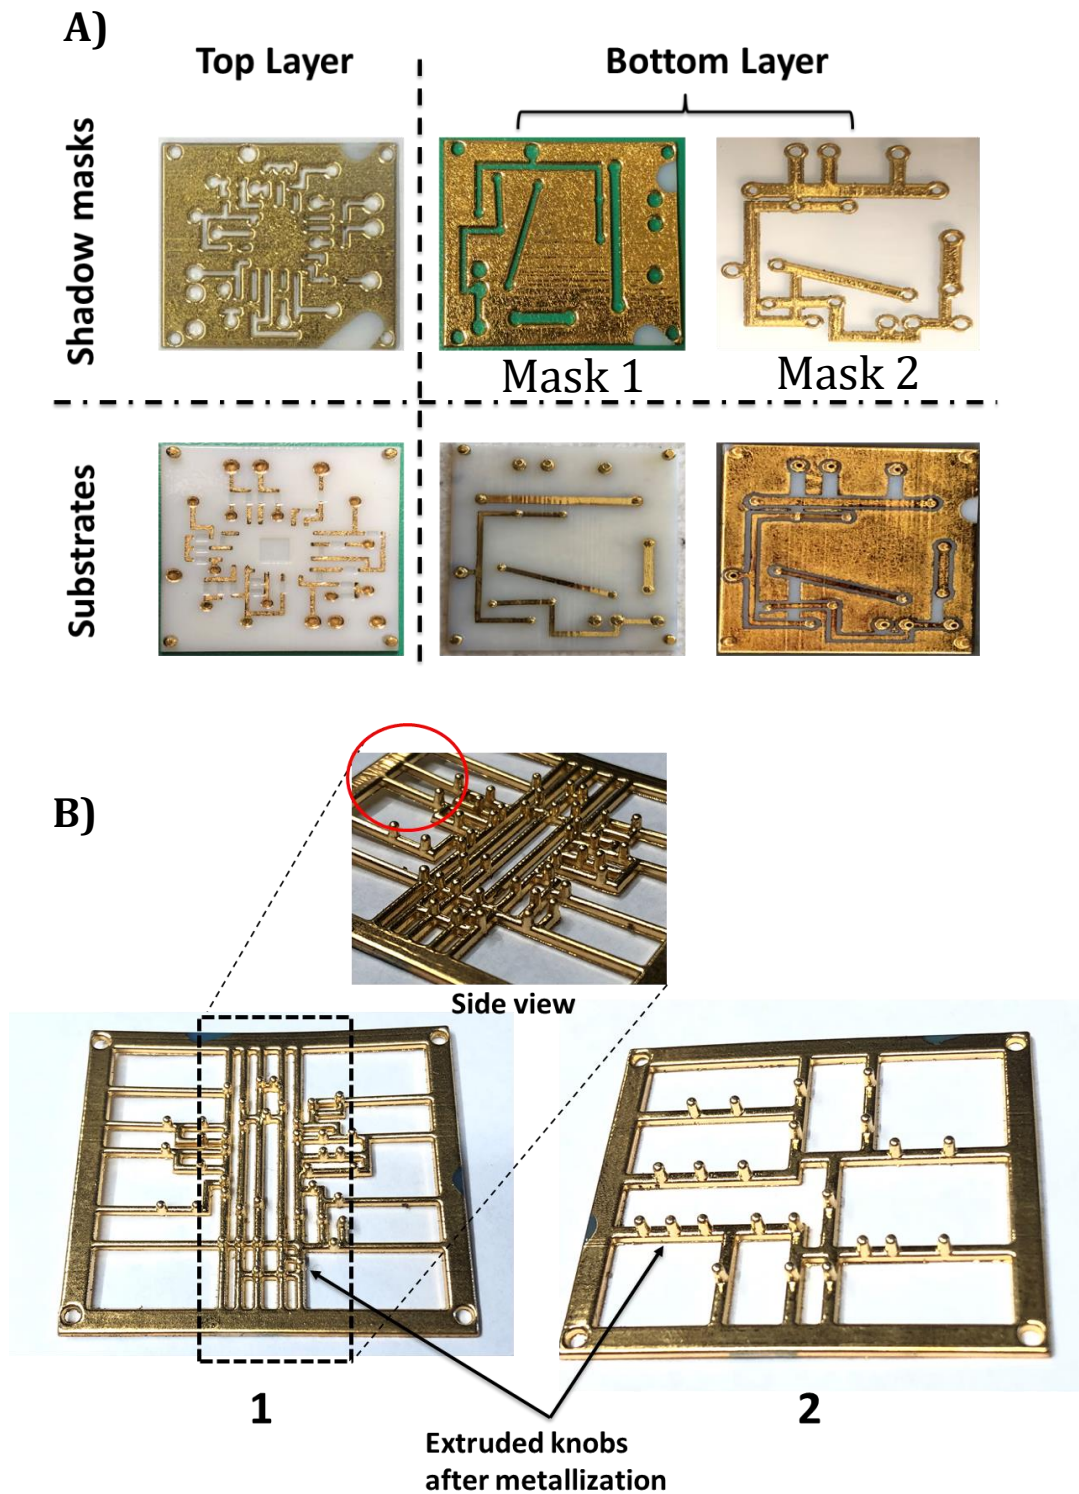 A)
Top Layer
Bottom Layer
Shadow masks
Mask 1
Mask 2
Substrates
B)
Side view
1
2
Extruded knobs
after metallization